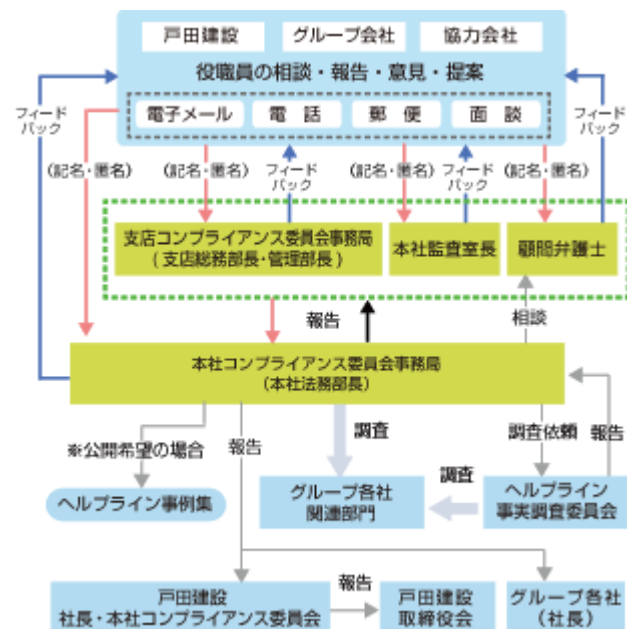 戸田建設
グループ会社
協力会社
役職員の相談・報告・意見・提案
電子メール
電 話
郵 便
面 談
フィード
バック
フィード
バック
(記名・匿名)
(記名・匿名)
フィード
バック
(記名・匿名)
フィード
バック
(記名・匿名)
支店コンプライアンス委員会事務局
(支店総務部長・管理部長)
本社監査室長
顧問弁護士
報告
相談
本社コンプライアンス委員会事務局
(本社法務部長)
※公開希望の場合
報告
調査
調査依頼
報告
ヘルプライン事例集
グループ各社
関連部門
調査
ヘルプライン
事実調査委員会
戸田建設
社長・本社コンプライアンス委員会
報告
戸田建設
取締役会
グループ各社
(社長)